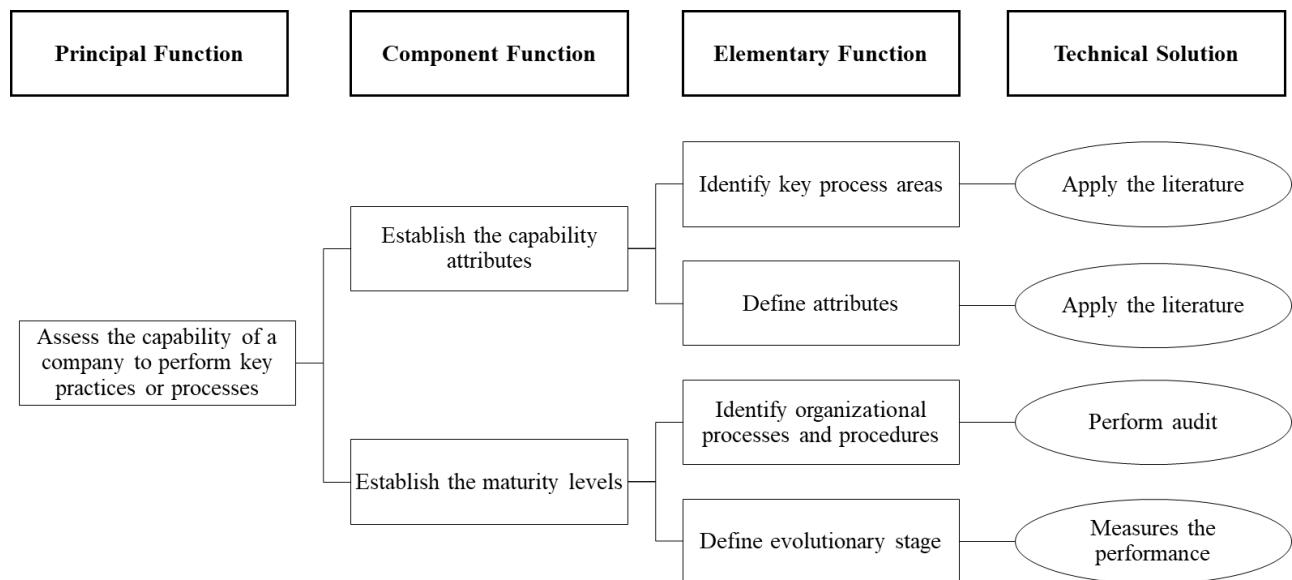 Principal Function
Component Function
Elementary Function
Technical Solution
Assess the capability of a
company to perform key
practices or processes
Establish the capability
attributes
Establish the maturity levels
Identify key process areas
Define attributes
Identify organizational
processes and procedures
Define evolutionary stage
Apply the literature
Apply the literature
Perform audit
Measures the
performance